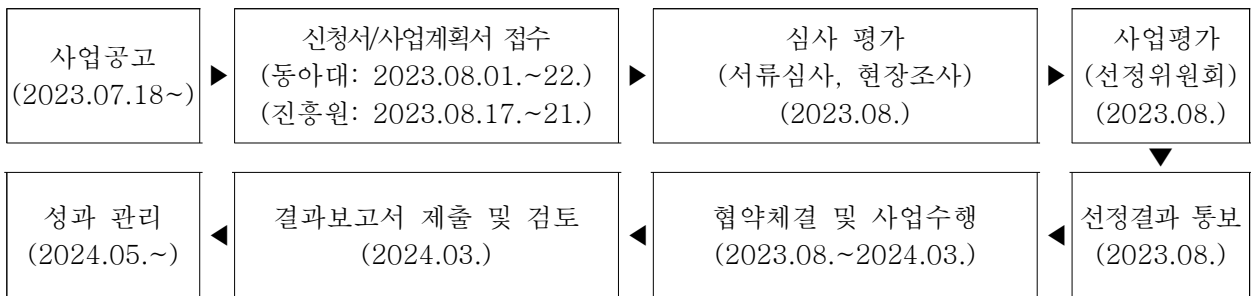 사업공고
(2023.07.18~)
▶
신청서/사업계획서 접수
(동아대: 2023.08.01.~22.)
(진흥원: 2023.08.17.~21.)
▶
심사 평가
(서류심사, 현장조사)
(2023.08.)
▶
사업평가
(선정위원회)
(2023.08.)
▼
선정결과 통보
(2023.08.)
◀
협약체결 및 사업수행
(2023.08.~2024.03.)
◀
결과보고서 제출 및 검토
(2024.03.)
◀
성과 관리
(2024.05.~)